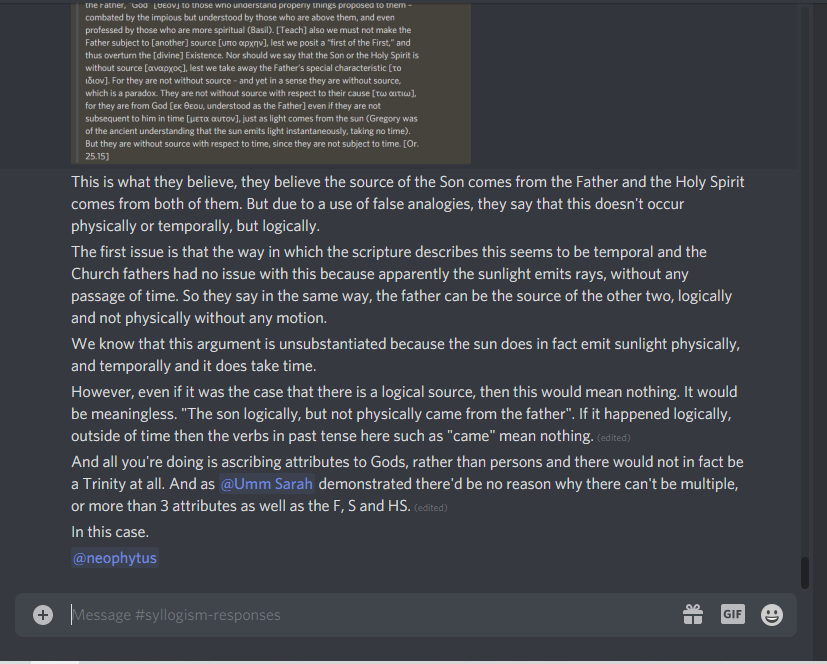 the Father, "God" [θεον] to those who understand properly things proposed to them –
combated by the impious but understood by those who are above them, and even
professed by those who are more spiritual (Basil). [Teach] also we must not make the
Father subject to [another] source [υπο αρχην], lest we posit a "first of the First," and
thus overturn the [divine] Existence. Nor should we say that the Son or the Holy Spirit is
without source [αναρχος], lest we take away the Father's special characteristic [το
ιδιον]. For they are not without source – and yet in a sense they are without source,
which is a paradox. They are not without source with respect to their cause [τω αιτιω],
for they are from God [εκ θεου, understood as the Father] even if they are not
subsequent to him in time [μετα αυτον], just as light comes from the sun (Gregory was
of the ancient understanding that the sun emits light instantaneously, taking no time).
But they are without source with respect to time, since they are not subject to time. [Or.
25.15]
This is what they believe, they believe the source of the Son comes from the Father and the Holy Spirit
comes from both of them. But due to a use of false analogies, they say that this doesn't occur
physically or temporally, but logically.
The first issue is that the way in which the scripture describes this seems to be temporal and the
Church fathers had no issue with this because apparently the sunlight emits rays, without any
passage of time. So they say in the same way, the father can be the source of the other two, logically
and not physically without any motion.
We know that this argument is unsubstantiated because the sun does in fact emit sunlight physically,
and temporally and it does take time.
However, even if it was the case that there is a logical source, then this would mean nothing. It would
be meaningless. "The son logically, but not physically came from the father". If it happened logically,
outside of time then the verbs in past tense here such as "came" mean nothing. (edited)
And all you're doing is ascribing attributes to Gods, rather than persons and there would not in fact be
a Trinity at all. And as @Umm Sarah demonstrated there'd be no reason why there can't be multiple,
or more than 3 attributes as well as the F, S and HS. (edited)
In this case.
@neophytus
Message #syllogism-responses
GIF